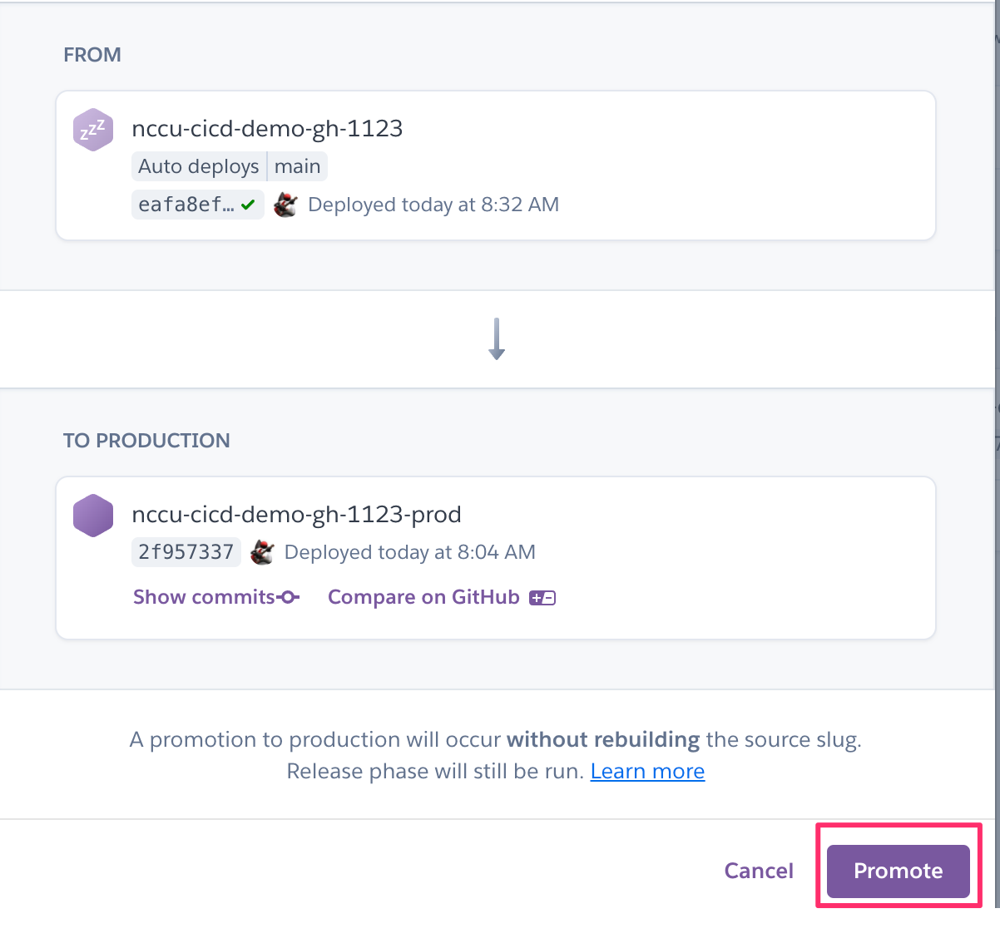 FROM
zzZ
nccu-cicd-demo-gh-1123
Auto deploys main
eafa8ef… Deployed today at 8:32 AM
TO PRODUCTION
nccu-cicd-demo-gh-1123-prod
2f957337 Deployed today at 8:04 AM
Show commits Compare on GitHub
A promotion to production will occur without rebuilding the source slug.
Release phase will still be run. Learn more
Cancel Promote